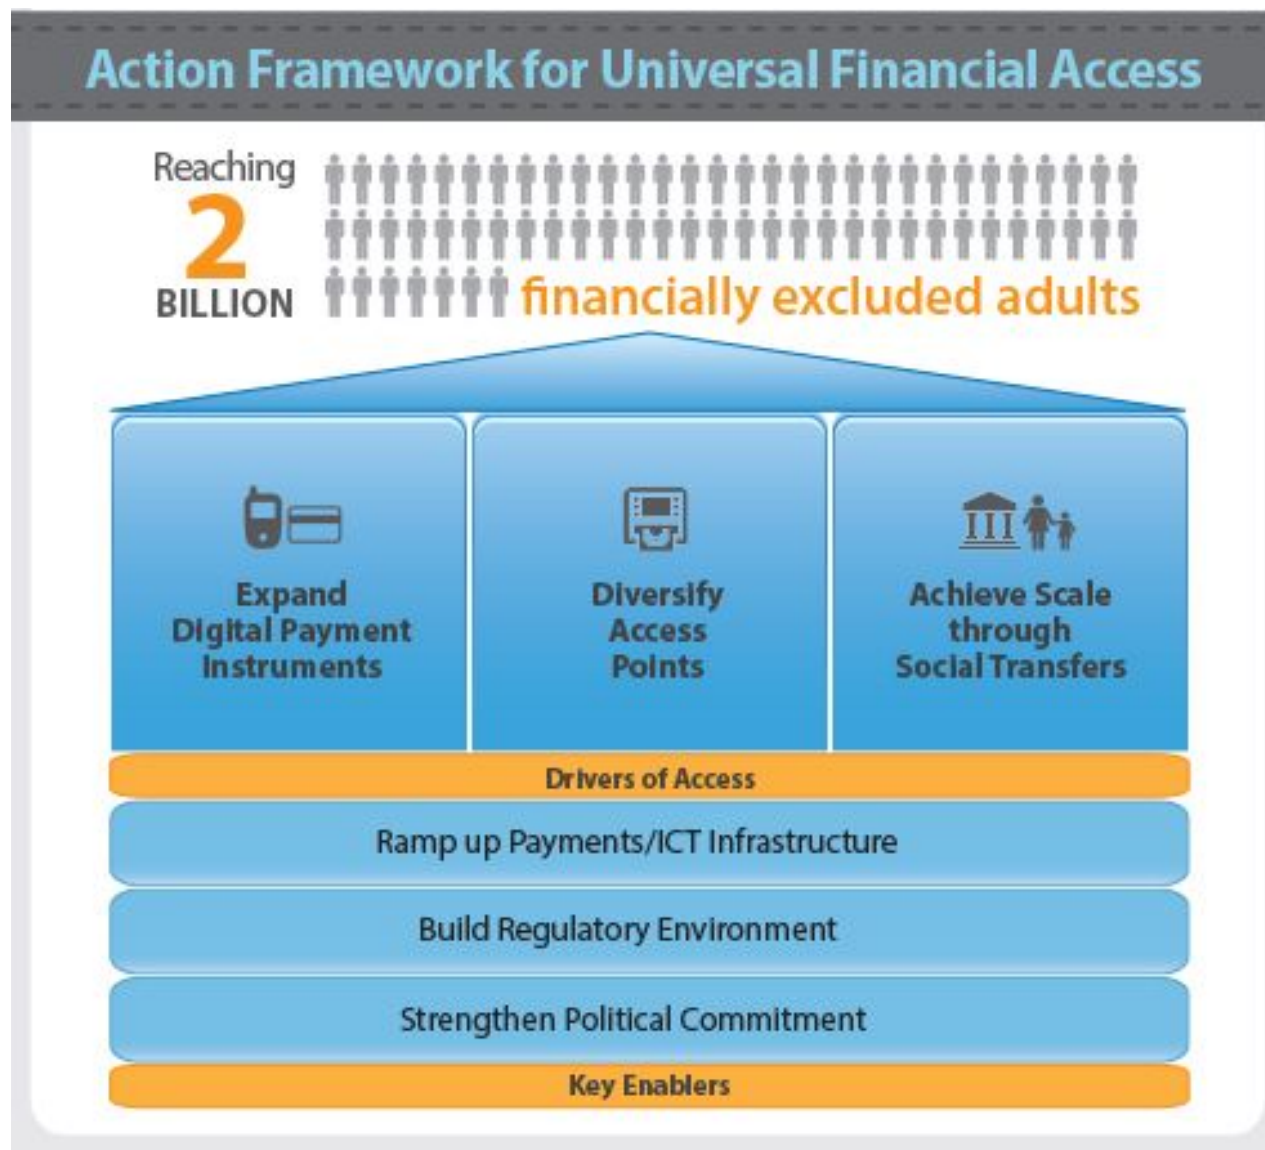 Action Framework for Universal Financial Access
Reaching
2
BILLION
financially excluded adults
Expand
Digital Payment
Instruments
Diversify
Access
Points
Achieve Scale
through
Social Transfers
Drivers of Access
Ramp up Payments/ICT Infrastructure
Build Regulatory Environment
Strengthen Political Commitment
Key Enablers